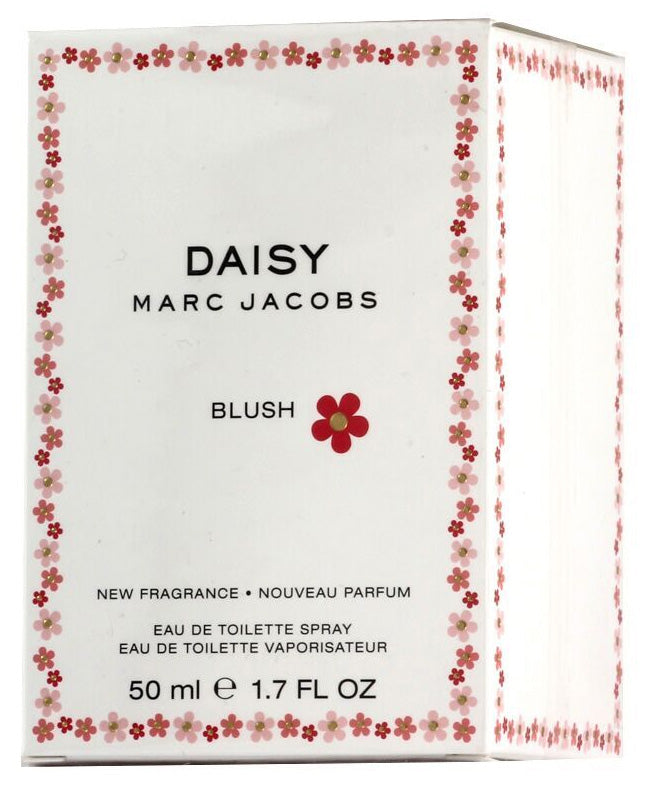 DAISY
MARC JACOBS
BLUSH
NEW FRAGRANCE • NOUVEAU PARFUM
EAU DE TOILETTE SPRAY
EAU DE TOILETTE VAPORISATEUR
50 ml ℮ 1.7 FL OZ